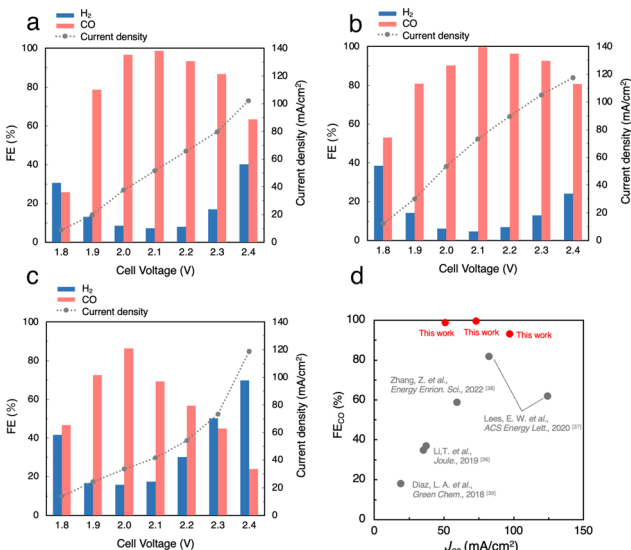 a
H₂
CO
Current density
FE (%)
100
80
60
40
20
0
140
120
100
80
60
40
20
0
Current density (mA/cm²)
1.8 1.9 2.0 2.1 2.2 2.3 2.4
Cell Voltage (V)
b
H₂
CO
Current density
FE (%)
100
80
60
40
20
0
140
120
100
80
60
40
20
0
Current density (mA/cm²)
1.8 1.9 2.0 2.1 2.2 2.3 2.4
Cell Voltage (V)
c
H₂
CO
Current density
FE (%)
100
80
60
40
20
0
140
120
100
80
60
40
20
0
Current density (mA/cm²)
1.8 1.9 2.0 2.1 2.2 2.3 2.4
Cell Voltage (V)
d
FE_CO (%)
100
80
60
40
20
0
This work
This work
This work
Zhang, Z. et al.,
Energy Enrion. Sci., 2022 [38]
Lees, E. W. et al.,
ACS Energy Lett., 2020 [37]
Li,T. et al.,
Joule., 2019 [36]
Diaz, L. A. et al.,
Green Chem., 2018 [39]
0 50 100 150
J_CO (mA/cm²)